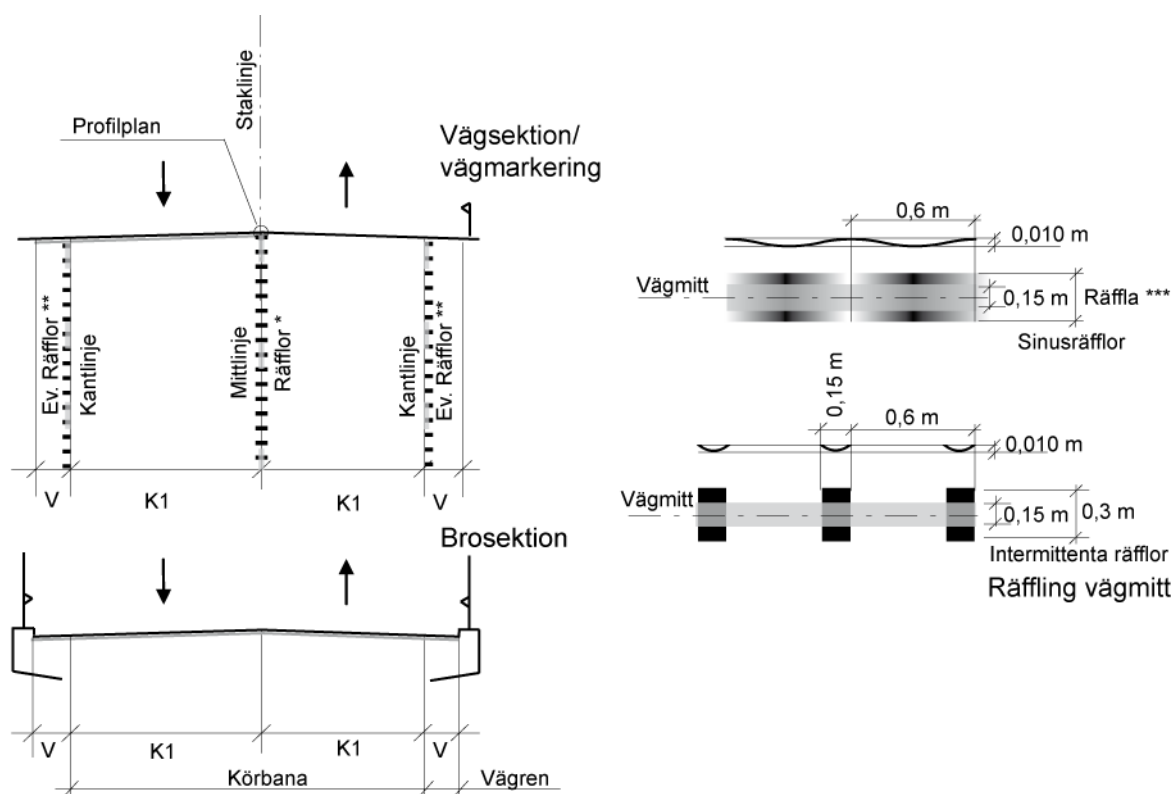 Staklinje
Profilplan
Vägsektion/
vägmarkering
Ev. Räfflor **
Kantlinje
Mittlinje
Räfflor *
Kantlinje
Ev. Räfflor **
V
K1
K1
V
Brosektion
V
K1
K1
V
Körbana
Vägren
0,6 m
0,010 m
Vägmitt
0,15 m
Räffla ***
Sinusräfflor
0,15 m
0,6 m
0,010 m
Vägmitt
0,15 m
0,3 m
Intermittenta räfflor
Räffling vägmitt